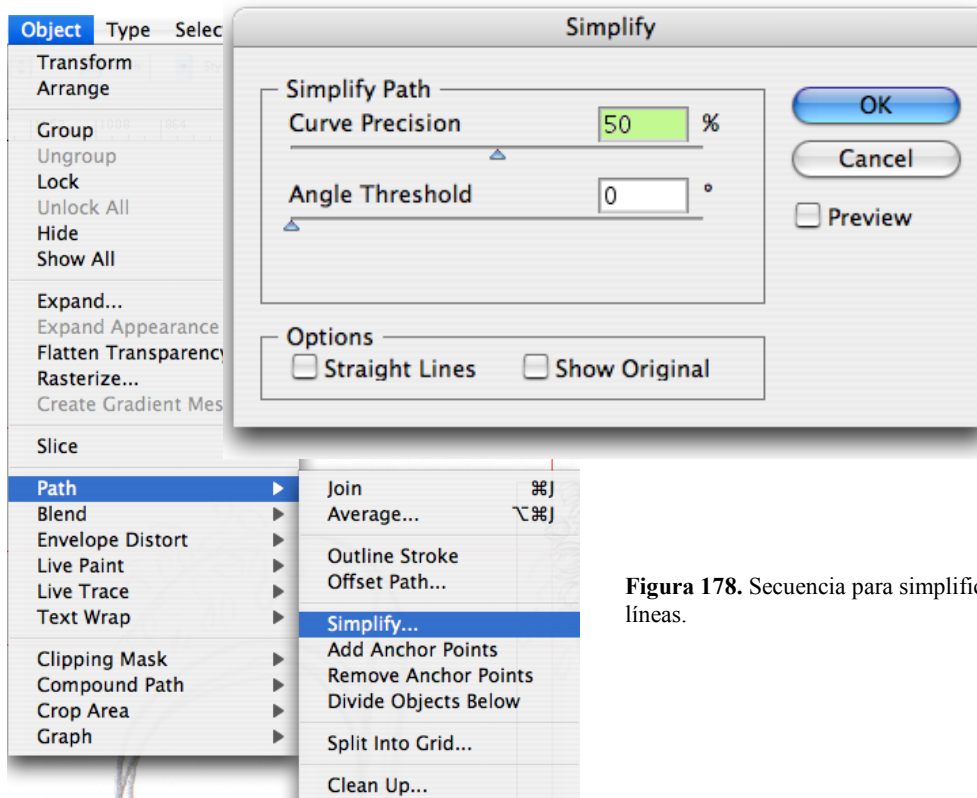 Object Type Selec
Transform
Arrange
Group
Ungroup
Lock
Unlock All
Hide
Show All
Expand...
Expand Appearance
Flatten Transparency
Rasterize...
Create Gradient Mes
Slice
Path
Blend
Envelope Distort
Live Paint
Live Trace
Text Wrap
Clipping Mask
Compound Path
Crop Area
Graph
Simplify
Simplify Path
Curve Precision 50 %
Angle Threshold 0 °
OK
Cancel
Preview
Options
Straight Lines Show Original
Join ⌘J
Average... ⌥⌘J
Outline Stroke
Offset Path...
Simplify...
Add Anchor Points
Remove Anchor Points
Divide Objects Below
Split Into Grid...
Clean Up...
Figura 178. Secuencia para simplific
líneas.